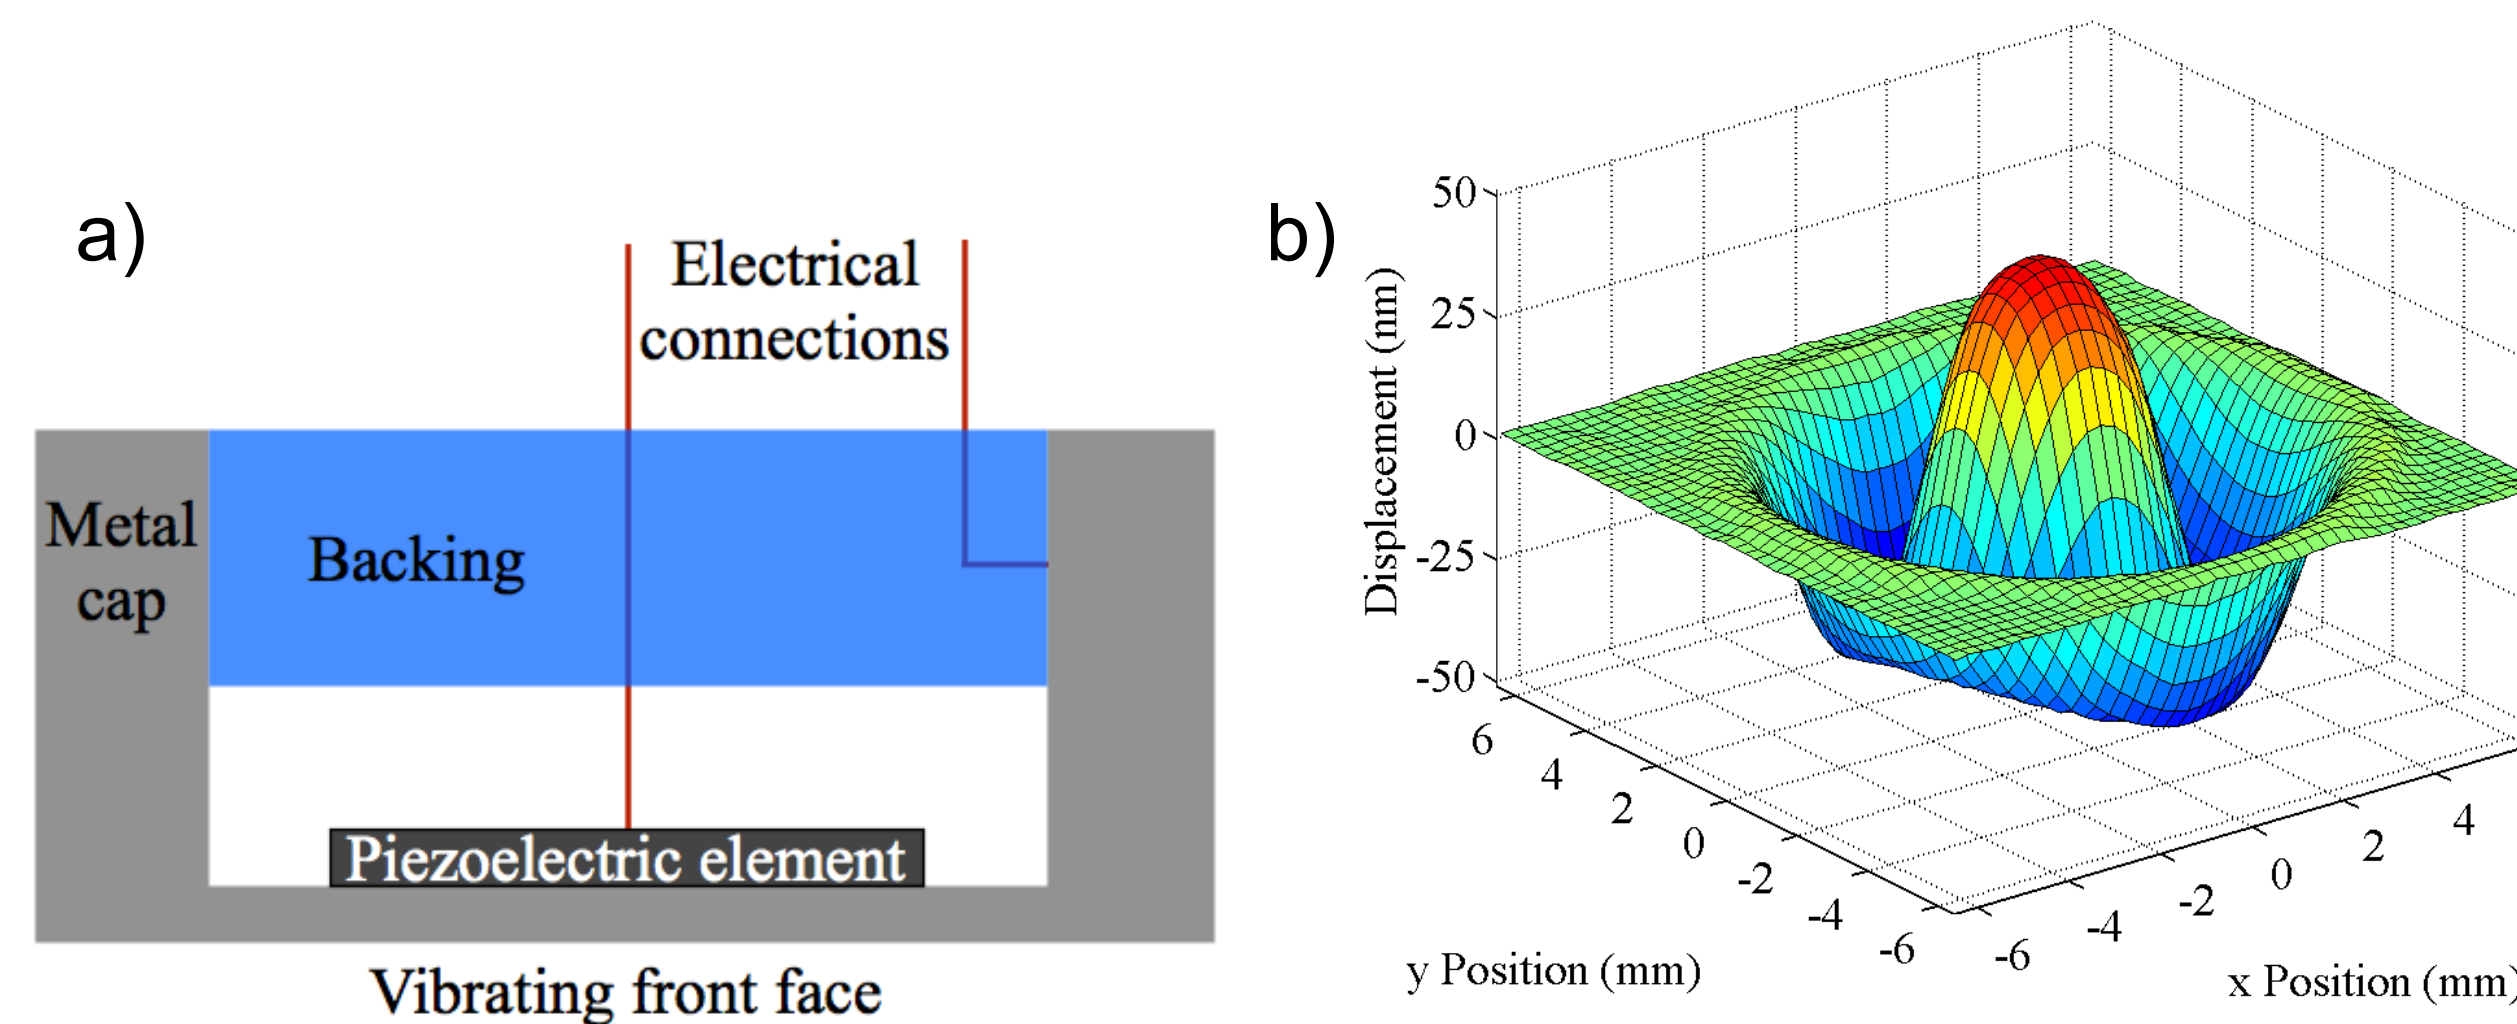 a)
Electrical
connections
Metal
cap
Backing
Piezoelectric element
Vibrating front face
b)
Displacement (nm)
50
25
0
-25
-50
6
4
2
0
-2
-4
-6
y Position (mm)
-6
-4
-2
0
2
4
x Position (mm)